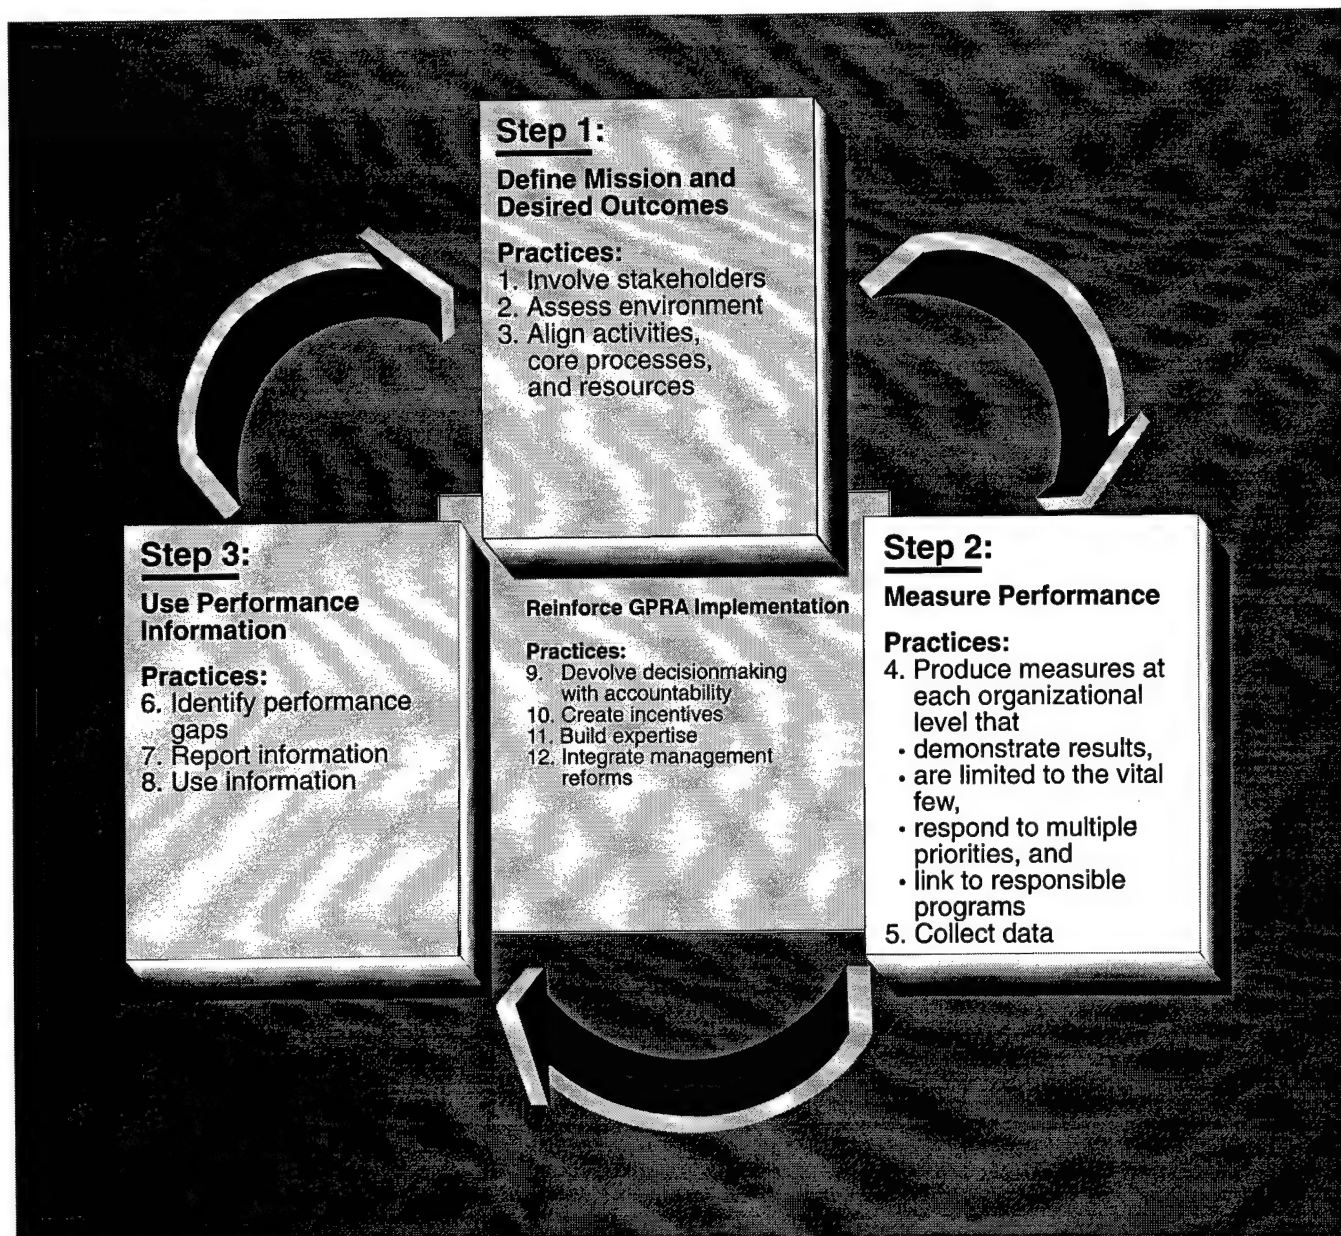 Step 1:
Define Mission and
Desired Outcomes
Practices:
1. Involve stakeholders
2. Assess environment
3. Align activities,
core processes,
and resources
Step 3:
Use Performance
Information
Practices:
6. Identify performance
gaps
7. Report information
8. Use information
Reinforce GPRA Implementation
Practices:
9. Devolve decisionmaking
with accountability
10. Create incentives
11. Build expertise
12. Integrate management
reforms
Step 2:
Measure Performance
Practices:
4. Produce measures at
each organizational
level that
• demonstrate results,
• are limited to the vital
few,
• respond to multiple
priorities, and
• link to responsible
programs
5. Collect data